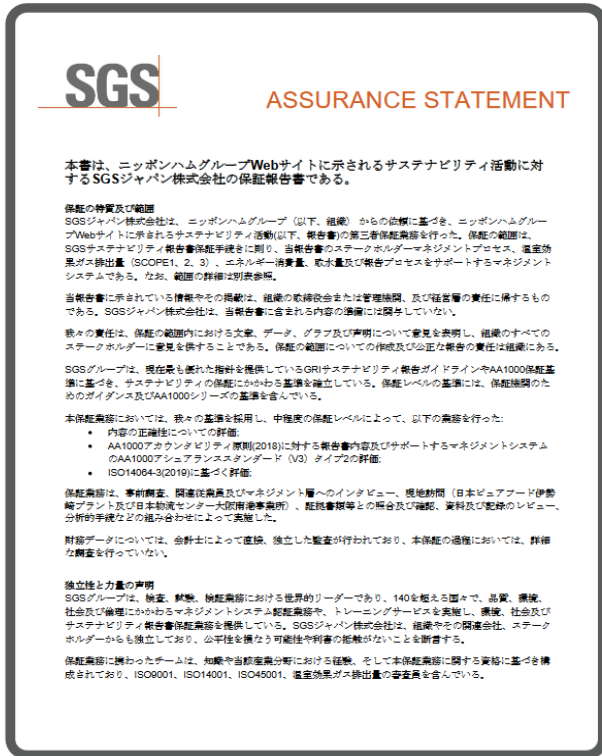 SGS
ASSURANCE STATEMENT
本書は、ニッポンハムグループWebサイトに示されるサステナビリティ活動に対
するSGSジャパン株式会社の保証報告書である。
保証の特質及び範囲
SGSジャパン株式会社は、ニッポンハムグループ（以下、組織）からの依頼に基づき、ニッポンハムグルー
プWebサイトに示されるサステナビリティ活動(以下、報告書)の第三者保証業務を行った。保証の範囲は、
SGSサステナビリティ報告書保証手続きに則り、当報告書のステークホルダーマネジメントプロセス、温室効
果ガス排出量（SCOPE1、2、3）、エネルギー消費量、取水量及び報告プロセスをサポートするマネジメント
システムである。なお、範囲の詳細は別表参照。
当報告書に示されている情報やその掲載は、組織の取締役会または管理機関、及び経営層の責任に帰するもの
である。SGSジャパン株式会社は、当報告書に含まれる内容の準備には関与していない。
我々の責任は、保証の範囲内における文章、データ、グラフ及び声明について意見を表明し、組織のすべての
ステークホルダーに意見を供することである。保証の範囲についての作成及び公正な報告の責任は組織にある。
SGSグループは、現在最も優れた指針を提供しているGRIサステナビリティ報告ガイドラインやAA1000保証基
準に基づき、サステナビリティの保証にかかわる基準を確立している。保証レベルの基準には、保証機関のた
めのガイダンス及びAA1000シリーズの基準を含んでいる。
本保証業務においては、我々の基準を採用し、中程度の保証レベルによって、以下の業務を行った:
• 内容の正確性についての評価;
• AA1000アカウンタビリティ原則(2018)に対する報告書内容及びサポートするマネジメントシステム
のAA1000アシュアランススタンダード（V3）タイプ2の評価;
• ISO14064-3(2019)に基づく評価;
保証業務は、事前調査、関連従業員及びマネジメント層へのインタビュー、現地訪問（日本ピュアフード伊勢
崎プラント及び日本物流センター大阪南港事業所）、証拠書類等との照合及び確認、資料及び記録のレビュー、
分析的手続などの組み合わせによって実施した。
財務データについては、会計士によって直接、独立した監査が行われており、本保証の過程においては、詳細
な調査を行っていない。
独立性と力量の声明
SGSグループは、検査、試験、検証業務における世界的リーダーであり、140を超える国々で、品質、環境、
社会及び倫理にかかわるマネジメントシステム認証業務や、トレーニングサービスを実施し、環境、社会及び
サステナビリティ報告書保証業務を提供している。SGSジャパン株式会社は、組織やその関連会社、ステーク
ホルダーからも独立しており、公平性を損なう可能性や利害の抵触がないことを断言する。
保証業務に携わったチームは、知識や当該産業分野における経験、そして本保証業務に関する資格に基づき構
成されており、ISO9001、ISO14001、ISO45001、温室効果ガス排出量の審査員を含んでいる。